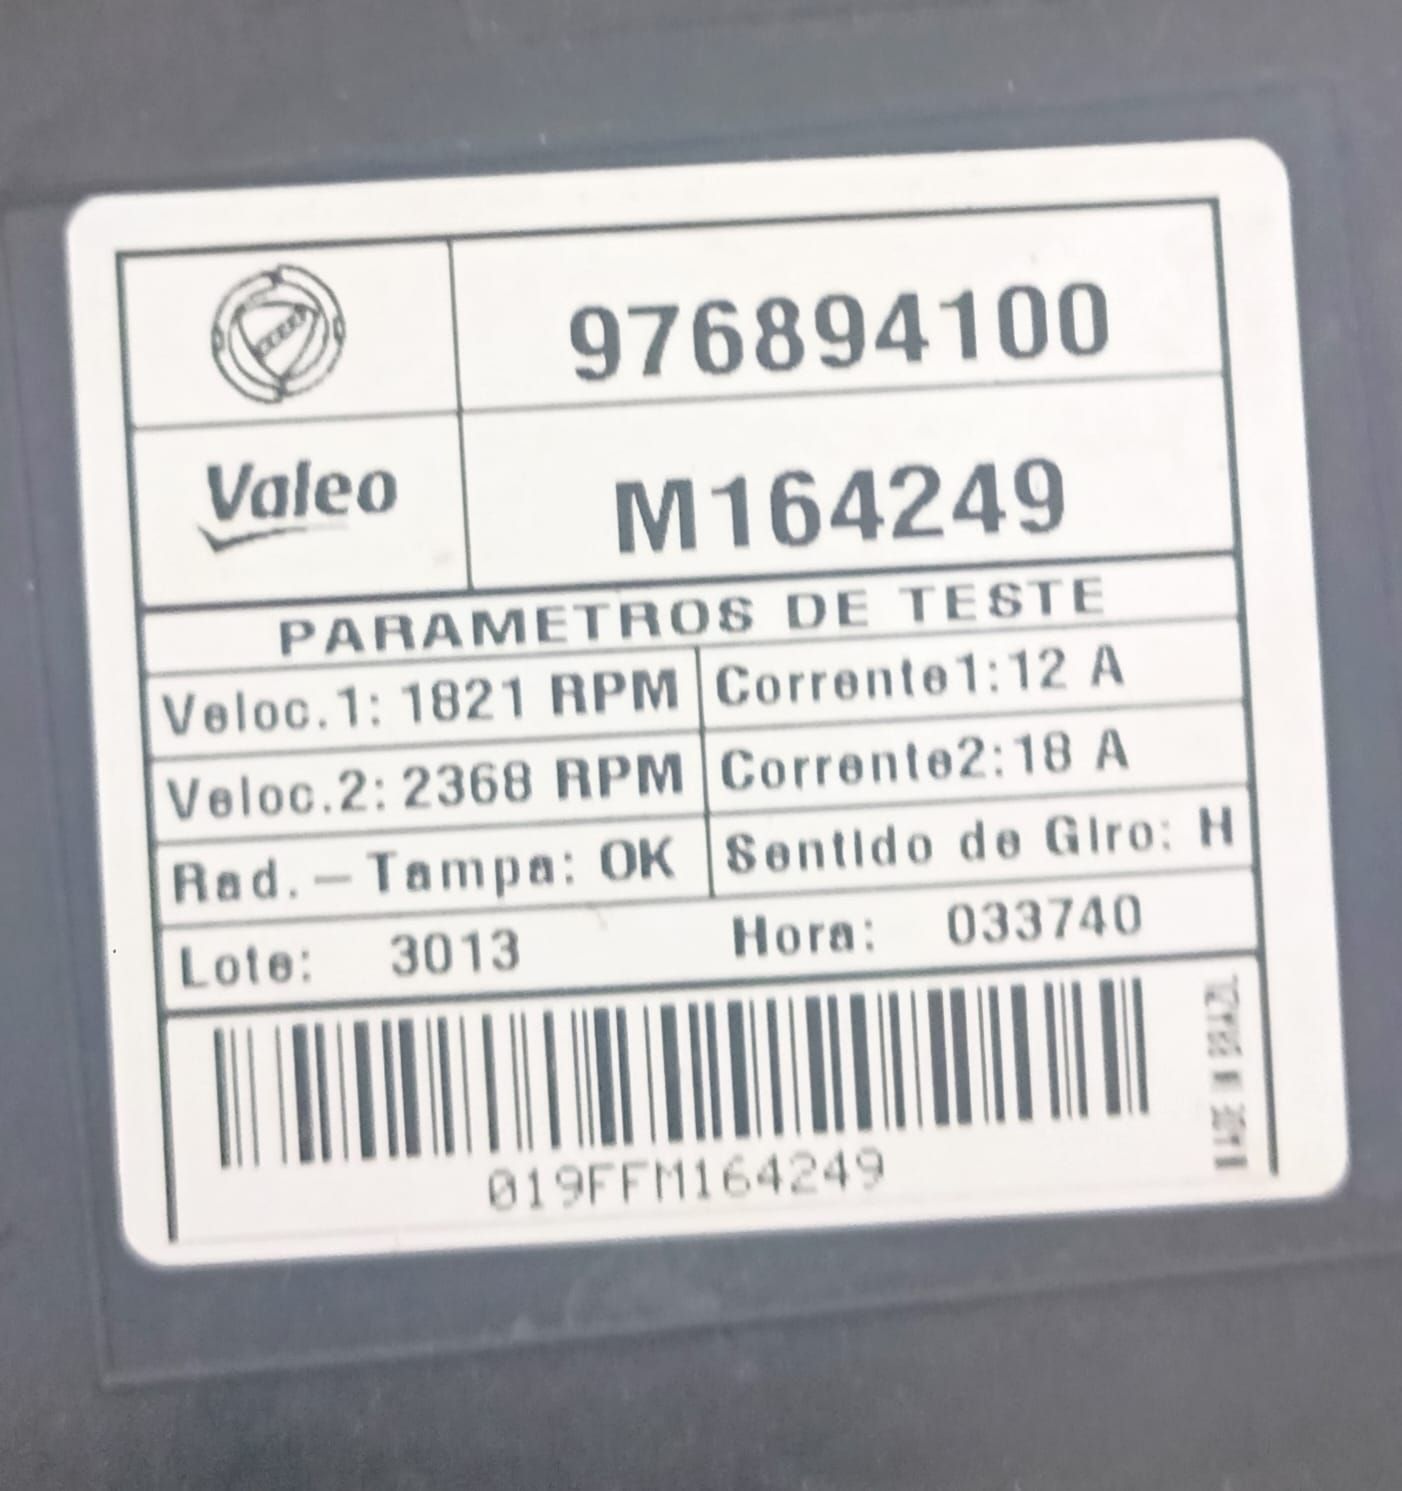 976894100
Valeo
M164249
PARAMETROS DE TESTE
Veloc.1: 1821 RPM
Corrente1:12 A
Veloc.2: 2368 RPM
Corrente2:18 A
Rad.— Tampa: OK
Sentido de Giro: H
Lote: 3013
Hora: 033740
019FFM164249